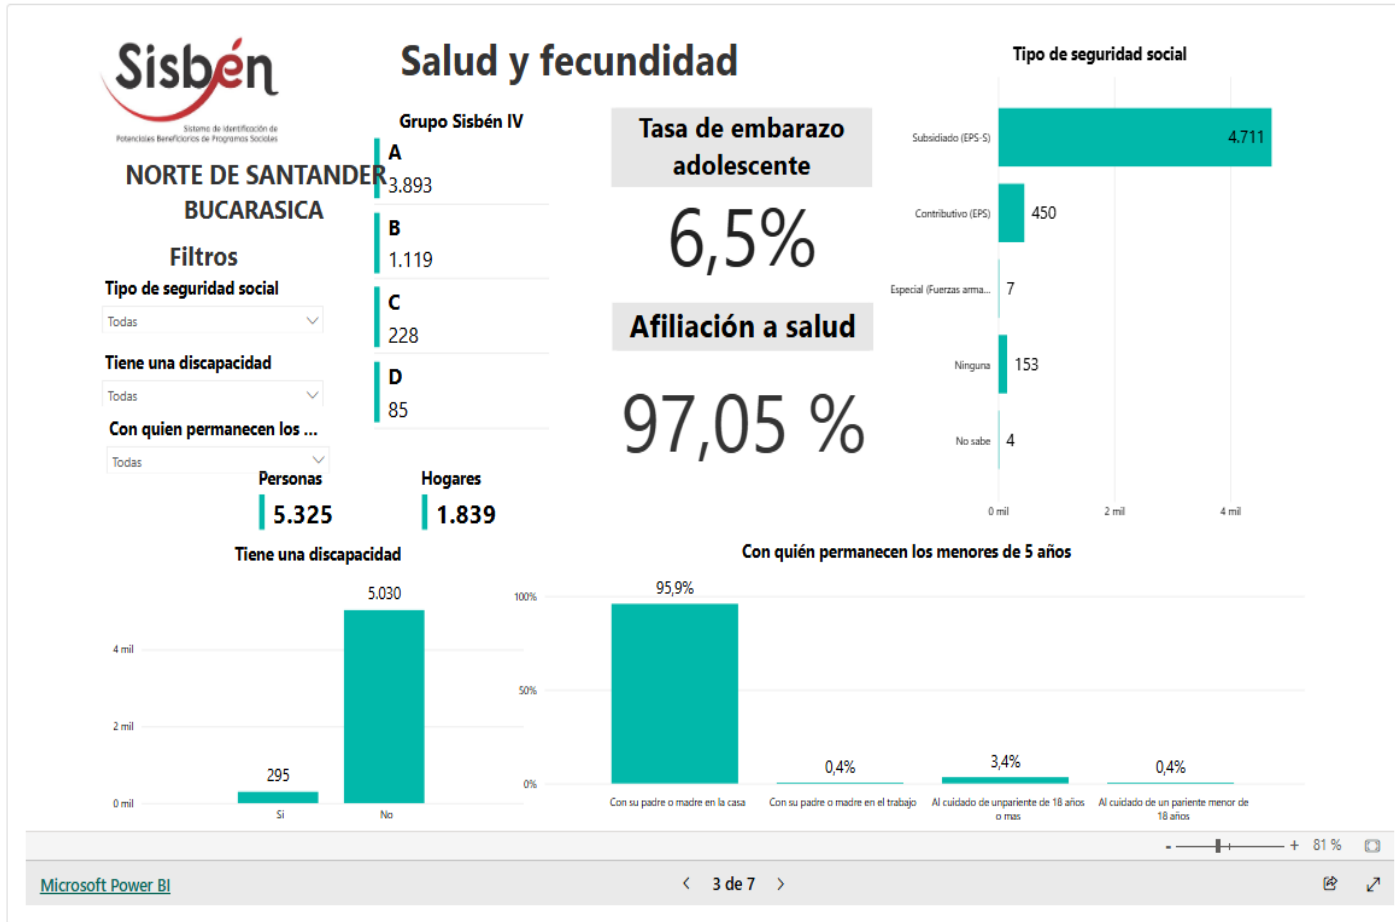 Sisbén
Sistema de Identificación de
Potenciales Beneficiarios de Programas Sociales
NORTE DE SANTANDER
BUCARASICA
Filtros
Tipo de seguridad social
Todas
Tiene una discapacidad
Todas
Con quien permanecen los ...
Todas
Salud y fecundidad
Grupo Sisbén IV
A
3.893
B
1.119
C
228
D
85
Personas
5.325
Hogares
1.839
Tasa de embarazo
adolescente
6,5%
Afiliación a salud
97,05 %
Tipo de seguridad social
Subsidiado (EPS-S)
4.711
Contributivo (EPS)
450
Especial (Fuerzas arma...
7
Ninguna
153
No sabe
4
0 mil
2 mil
4 mil
Tiene una discapacidad
5.030
4 mil
2 mil
295
0 mil
Si
No
Con quién permanecen los menores de 5 años
95,9%
100%
50%
0,4%
3,4%
0,4%
0%
Con su padre o madre en la casa
Con su padre o madre en el trabajo
Al cuidado de unpariente de 18 años
o mas
Al cuidado de un pariente menor de
18 años
- + 81 %
Microsoft Power BI
< 3 de 7 >